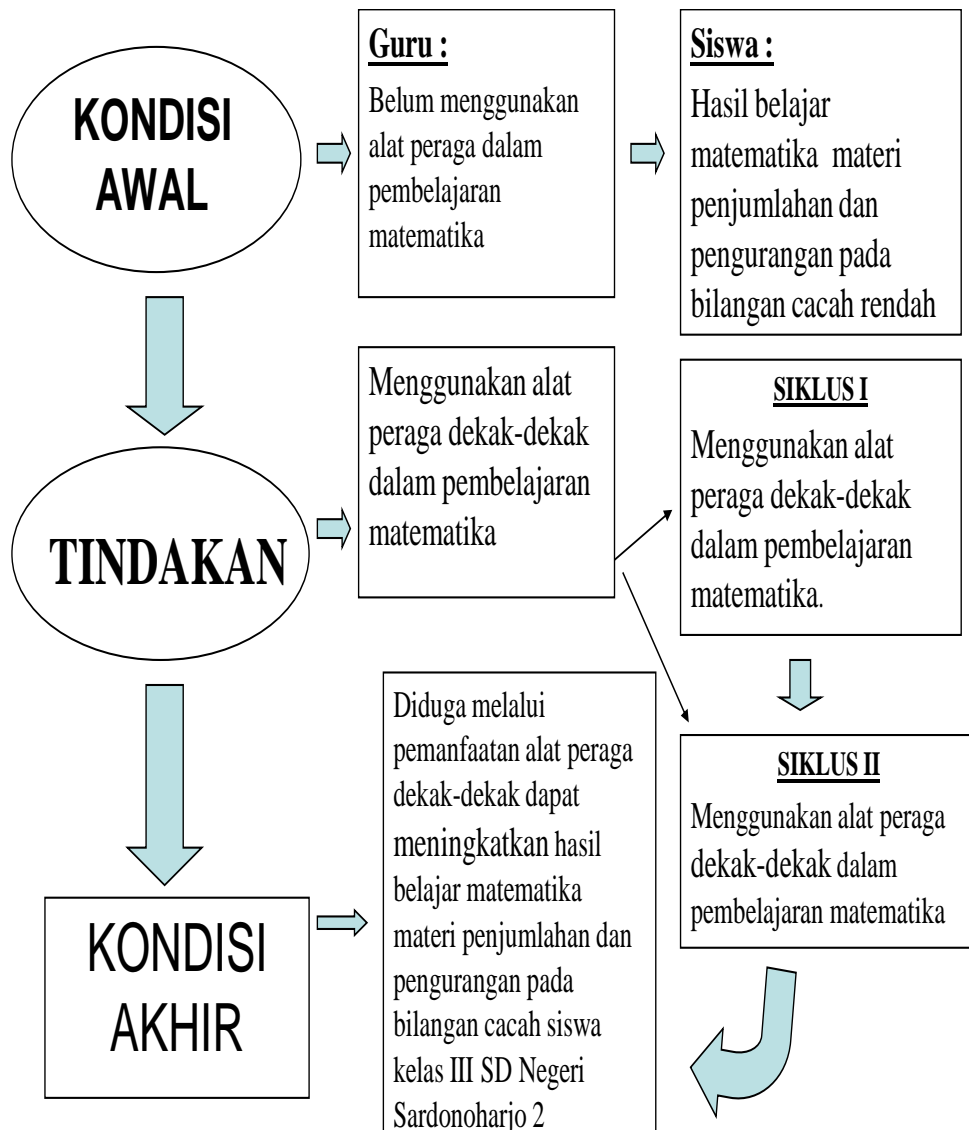 KONDISI
AWAL
Guru :
Belum menggunakan
alat peraga dalam
pembelajaran
matematika
Siswa :
Hasil belajar
matematika materi
penjumlahan dan
pengurangan pada
bilangan cacah rendah
TINDAKAN
Menggunakan alat
peraga dekak-dekak
dalam pembelajaran
matematika
SIKLUS I
Menggunakan alat
peraga dekak-dekak
dalam pembelajaran
matematika.
SIKLUS II
Menggunakan alat peraga
dekak-dekak dalam
pembelajaran matematika
KONDISI
AKHIR
Diduga melalui
pemanfaatan alat peraga
dekak-dekak dapat
meningkatkan hasil
belajar matematika
materi penjumlahan dan
pengurangan pada
bilangan cacah siswa
kelas III SD Negeri
Sardonoharjo 2